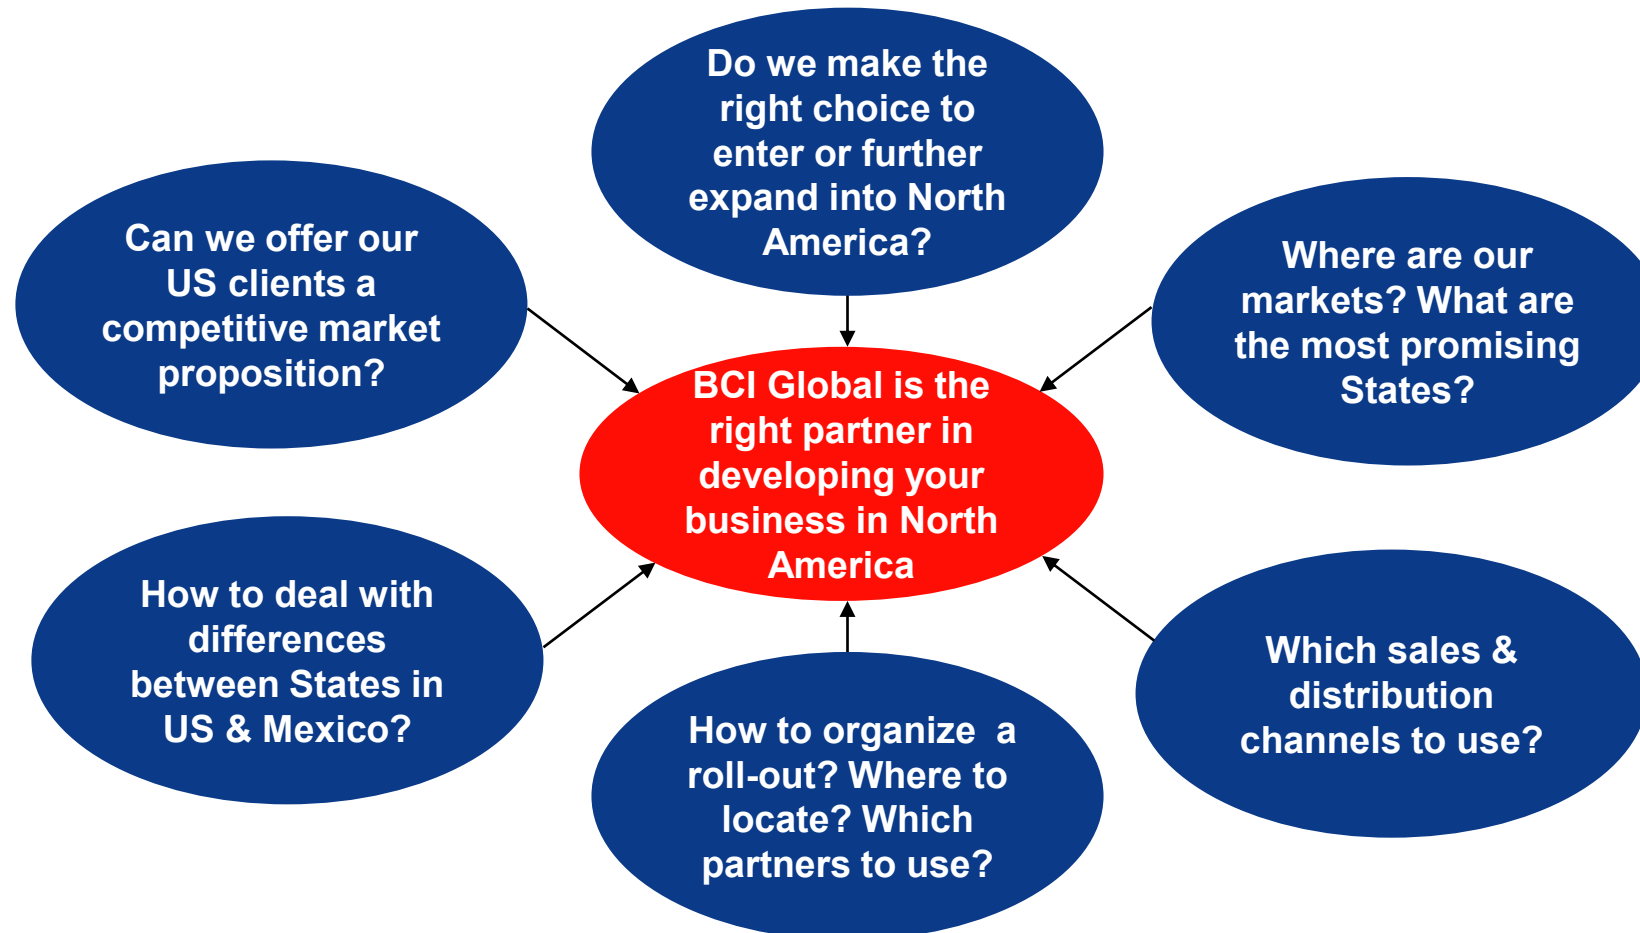 Do we make the
right choice to
enter or further
expand into North
America?
Can we offer our
US clients a
competitive market
proposition?
Where are our
markets? What are
the most promising
States?
BCI Global is the
right partner in
developing your
business in North
America
How to deal with
differences
between States in
US & Mexico?
Which sales &
distribution
channels to use?
How to organize  a
roll-out? Where to
locate? Which
partners to use?